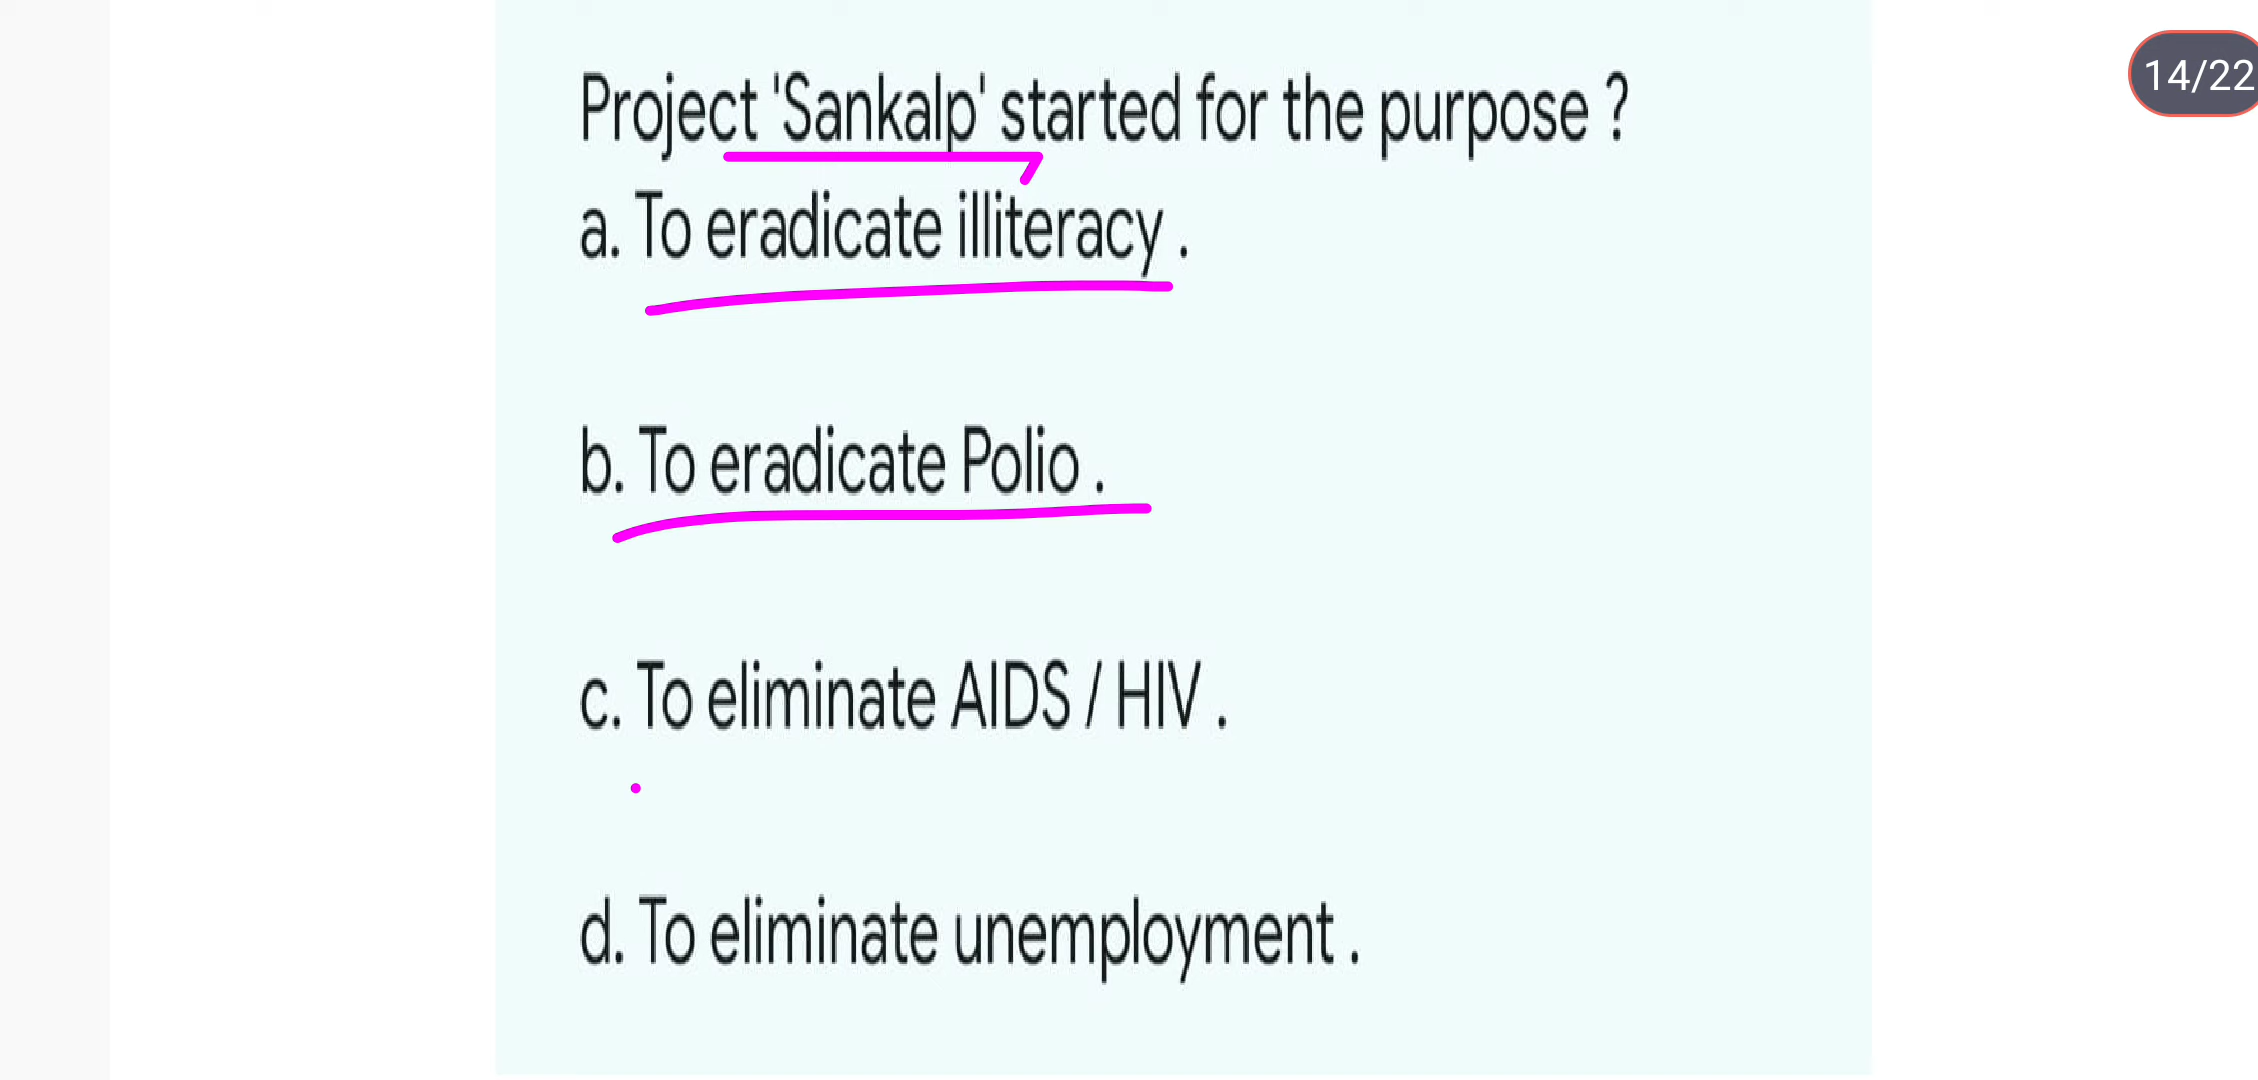 14/22
Project 'Sankalp' started for the purpose ?
a. To eradicate illiteracy .
b. To eradicate Polio .
c. To eliminate AIDS / HIV .
d. To eliminate unemployment .